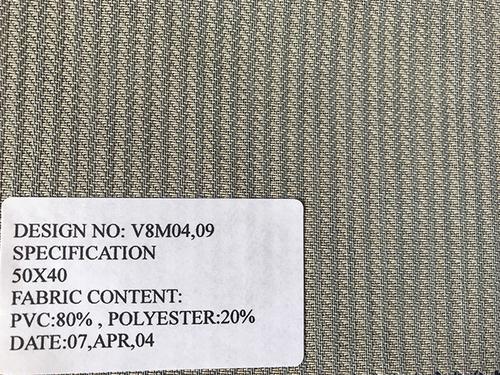 DESIGN NO: V8M04,09
SPECIFICATION
50X40
FABRIC CONTENT:
PVC:80% , POLYESTER:20%
DATE:07,APR,04